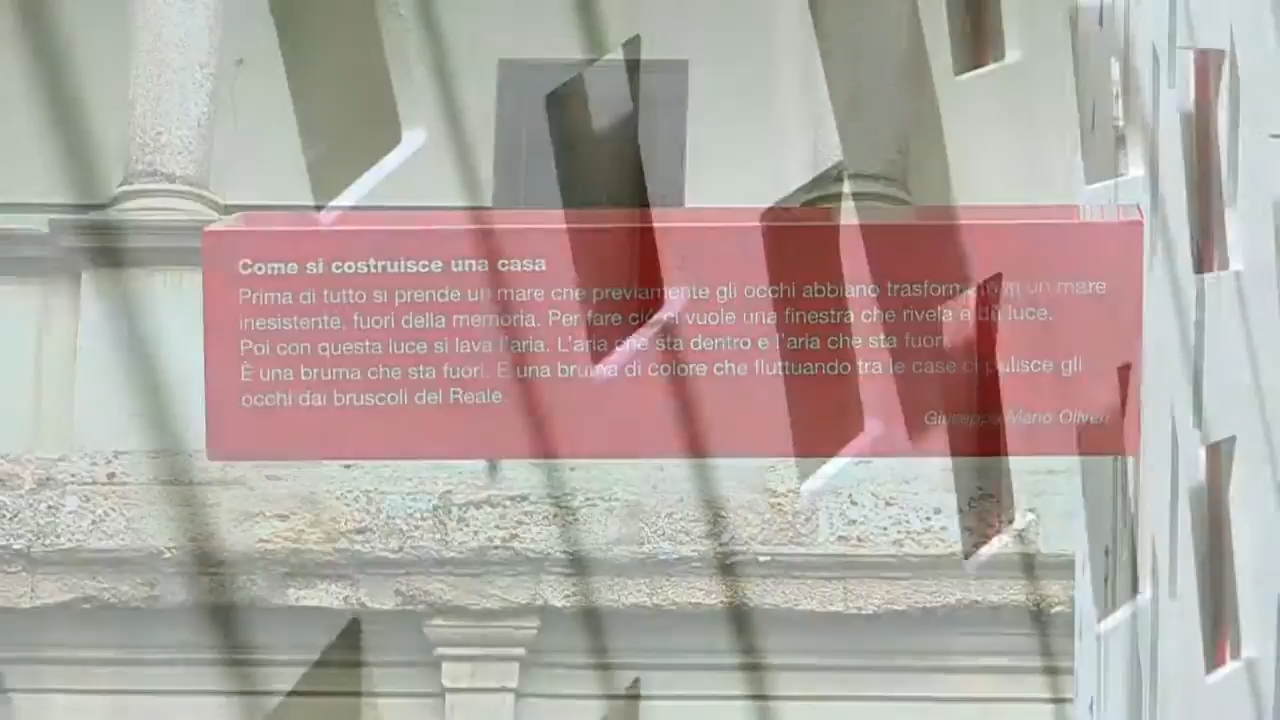 Come si costruisce una casa
Prima di tutto si prende un mare che previamente gli occhi abbiano trasformato in un mare
inesistente, fuori della memoria. Per fare ciò ci vuole una finestra che rivela e dà luce.
Poi con questa luce si lava l'aria. L'aria che sta dentro e l'aria che sta fuori.
È una bruma che sta fuori. È una bruma di colore che fluttuando tra le case ci pulisce gli
occhi dai bruscoli del Reale
Giuseppe Mario Oliveri